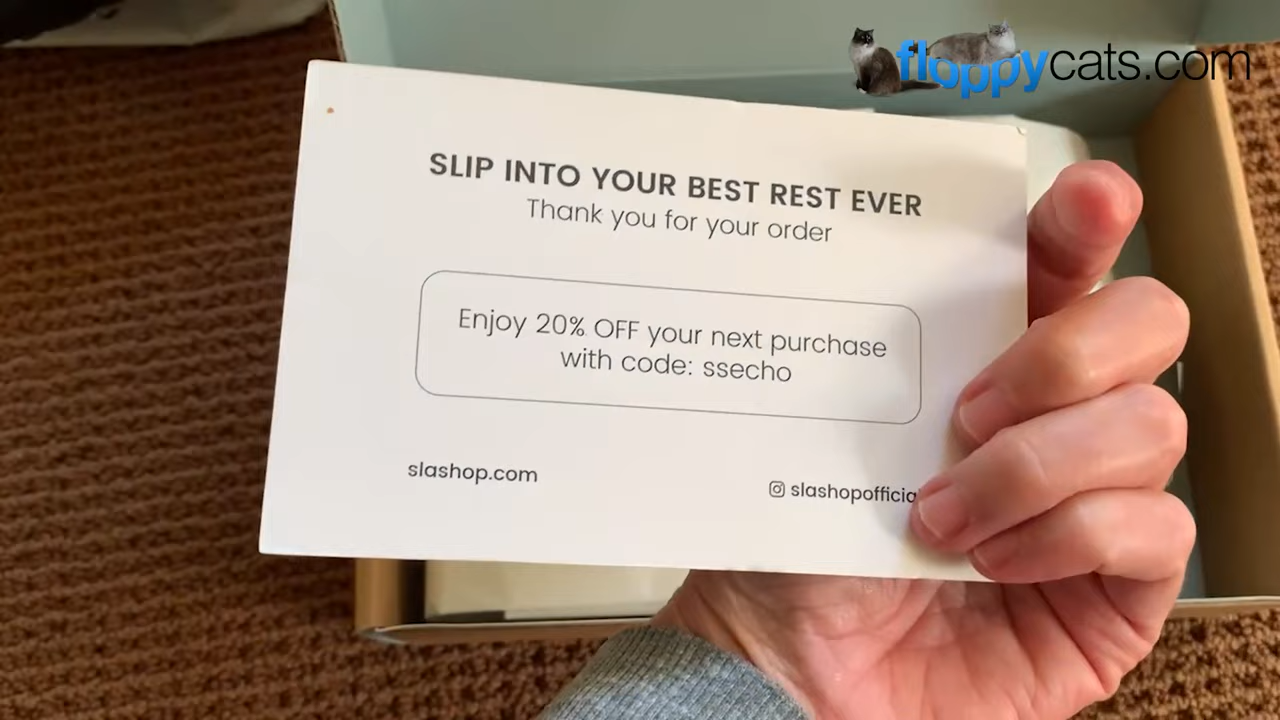 floppycats.com
SLIP INTO YOUR BEST REST EVER
Thank you for your order
Enjoy 20% OFF your next purchase
with code: ssecho
slashop.com
slashopofficial